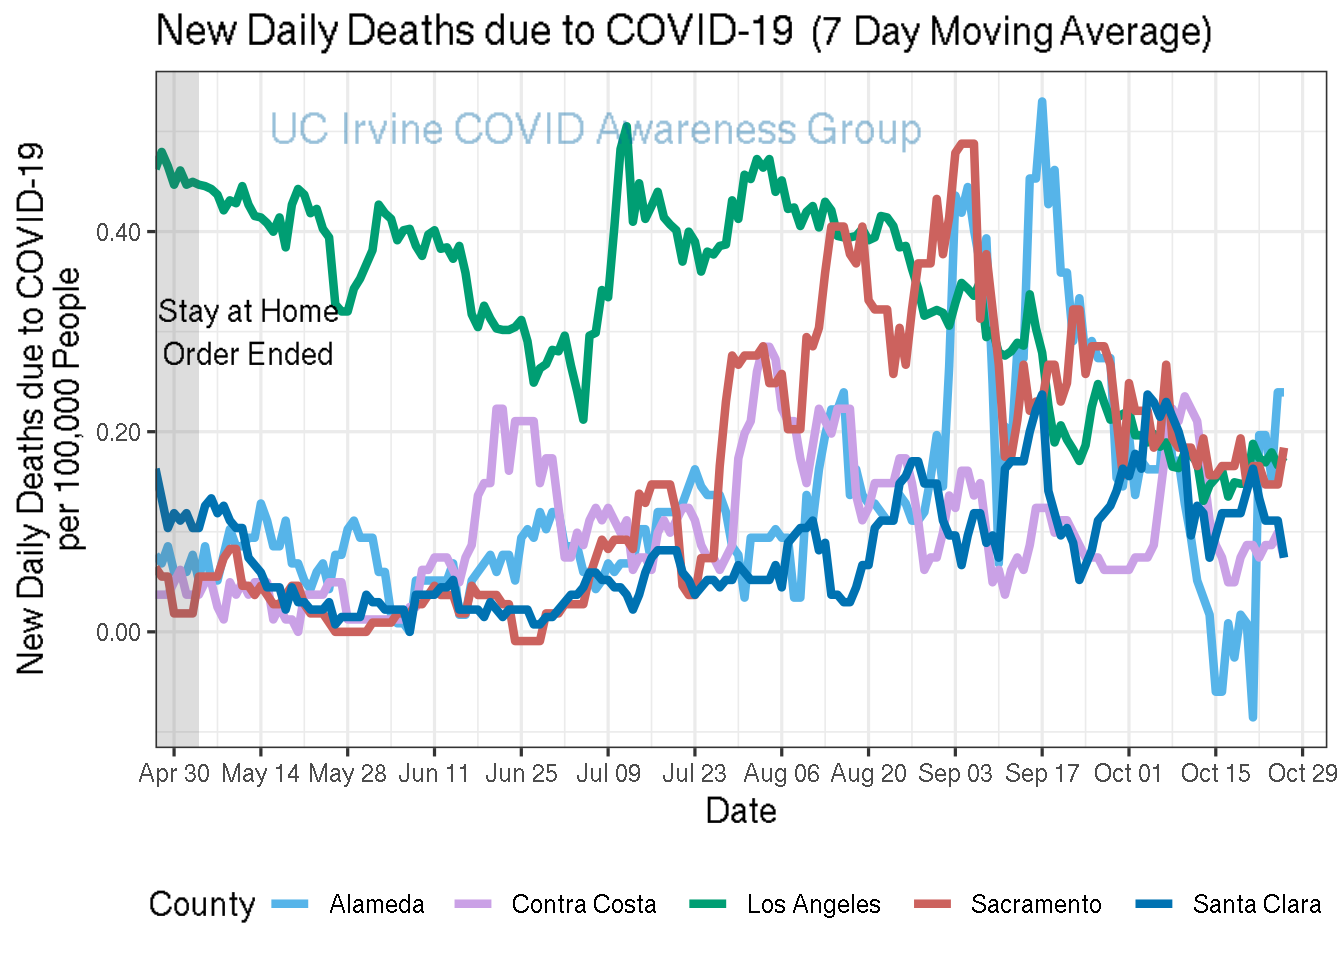 New Daily Deaths due to COVID-19 (7 Day Moving Average)
UC Irvine COVID Awareness Group
New Daily Deaths due to COVID-19
per 100,000 People
0.40
0.20
0.00
Stay at Home
Order Ended
Apr 30 May 14 May 28 Jun 11 Jun 25 Jul 09 Jul 23 Aug 06 Aug 20 Sep 03 Sep 17 Oct 01 Oct 15 Oct 29
Date
County Alameda Contra Costa Los Angeles Sacramento Santa Clara